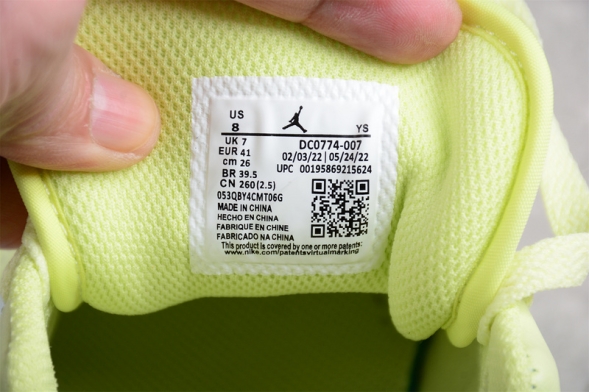 US
8 YS
UK 7 DC0774-007
EUR 41 02/03/22 | 05/24/22
cm 26 UPC 00195869215624
BR 39.5
CN 260 (2.5)
053QBY4CMT06G
MADE IN CHINA
HECHO EN CHINA
FABRIQUE EN CHINE
FABRICADO NA CHINA
This product is covered by one or more patents:
www.nike.com/patentsvirtualmarking